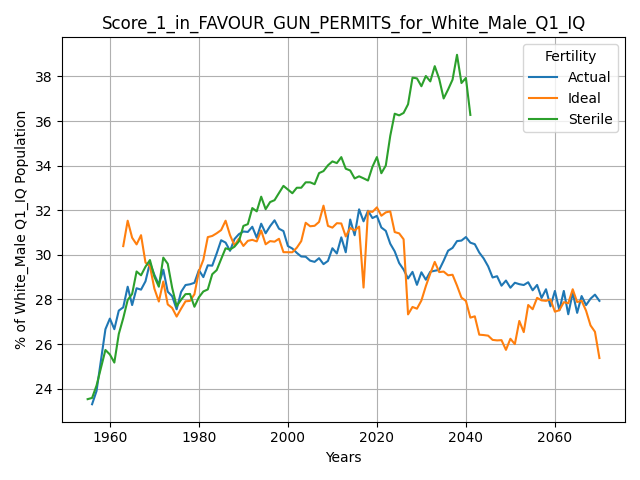 Score_1_in_FAVOUR_GUN_PERMITS_for_White_Male_Q1_IQ
% of White_Male Q1_IQ Population
38
36
34
32
30
28
26
24
Fertility
Actual
Ideal
Sterile
1960 1980 2000 2020 2040 2060
Years